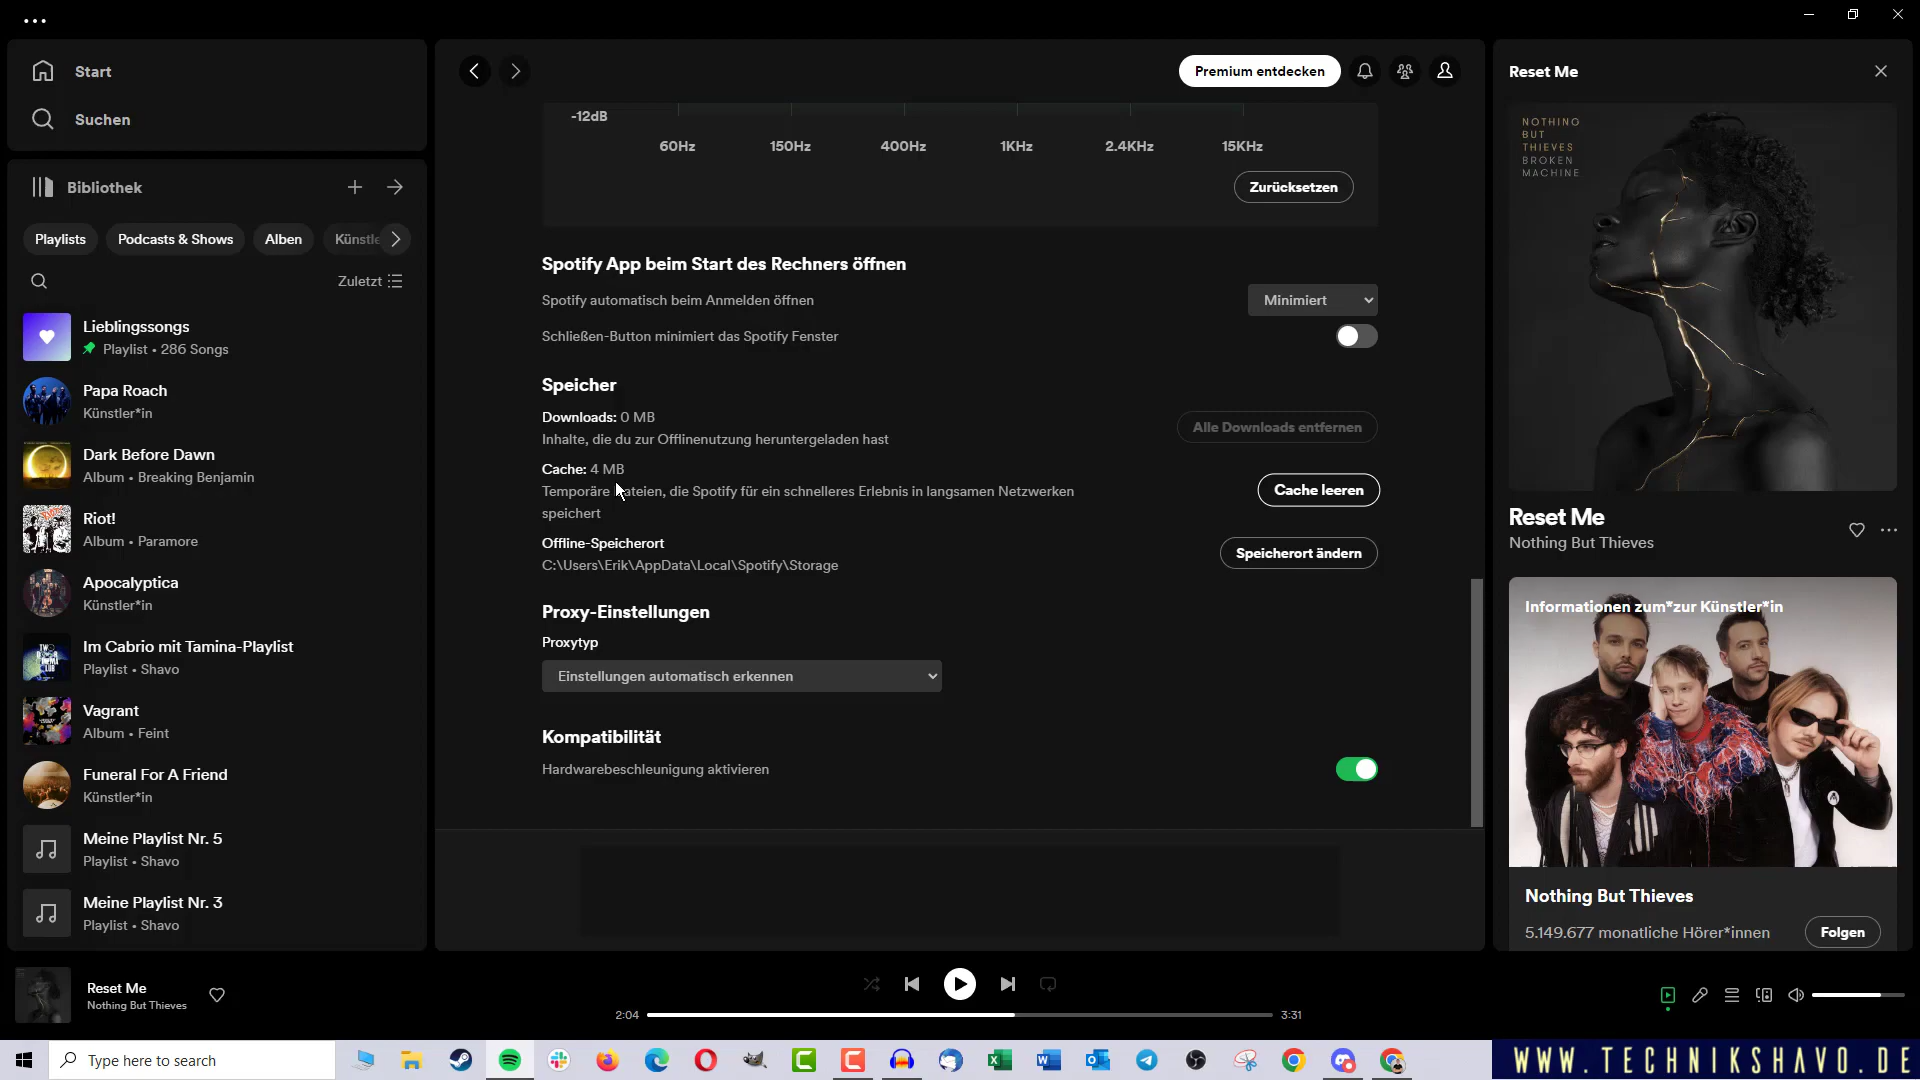 Start
Suchen
Bibliothek
Playlists
Podcasts & Shows
Alben
Künstle
Zuletzt
Lieblingssongs
Playlist • 286 Songs
Papa Roach
Künstler*in
Dark Before Dawn
Album • Breaking Benjamin
Riot!
Album • Paramore
Apocalyptica
Künstler*in
Im Cabrio mit Tamina-Playlist
Playlist • Shavo
Vagrant
Album • Feint
Funeral For A Friend
Künstler*in
Meine Playlist Nr. 5
Playlist • Shavo
Meine Playlist Nr. 3
Playlist • Shavo
Premium entdecken
-12dB
60Hz 150Hz 400Hz 1KHz 2.4KHz 15KHz
Zurücksetzen
Spotify App beim Start des Rechners öffnen
Spotify automatisch beim Anmelden öffnen
Minimiert
Schließen-Button minimiert das Spotify Fenster
Speicher
Downloads: 0 MB
Inhalte, die du zur Offlinenutzung heruntergeladen hast
Alle Downloads entfernen
Cache: 4 MB
Temporäre Dateien, die Spotify für ein schnelleres Erlebnis in langsamen Netzwerken
speichert
Cache leeren
Offline-Speicherort
C:\Users\Erik\AppData\Local\Spotify\Storage
Speicherort ändern
Proxy-Einstellungen
Proxytyp
Einstellungen automatisch erkennen
Kompatibilität
Hardwarebeschleunigung aktivieren
Reset Me
NOTHING
BUT
THIEVES
BROKEN
MACHINE
Reset Me
Nothing But Thieves
Informationen zum*zur Künstler*in
Nothing But Thieves
5.149.677 monatliche Hörer*innen
Folgen
Reset Me
Nothing But Thieves
2:04
3:31
Type here to search
WWW.TECHNIKSHAVO.DE